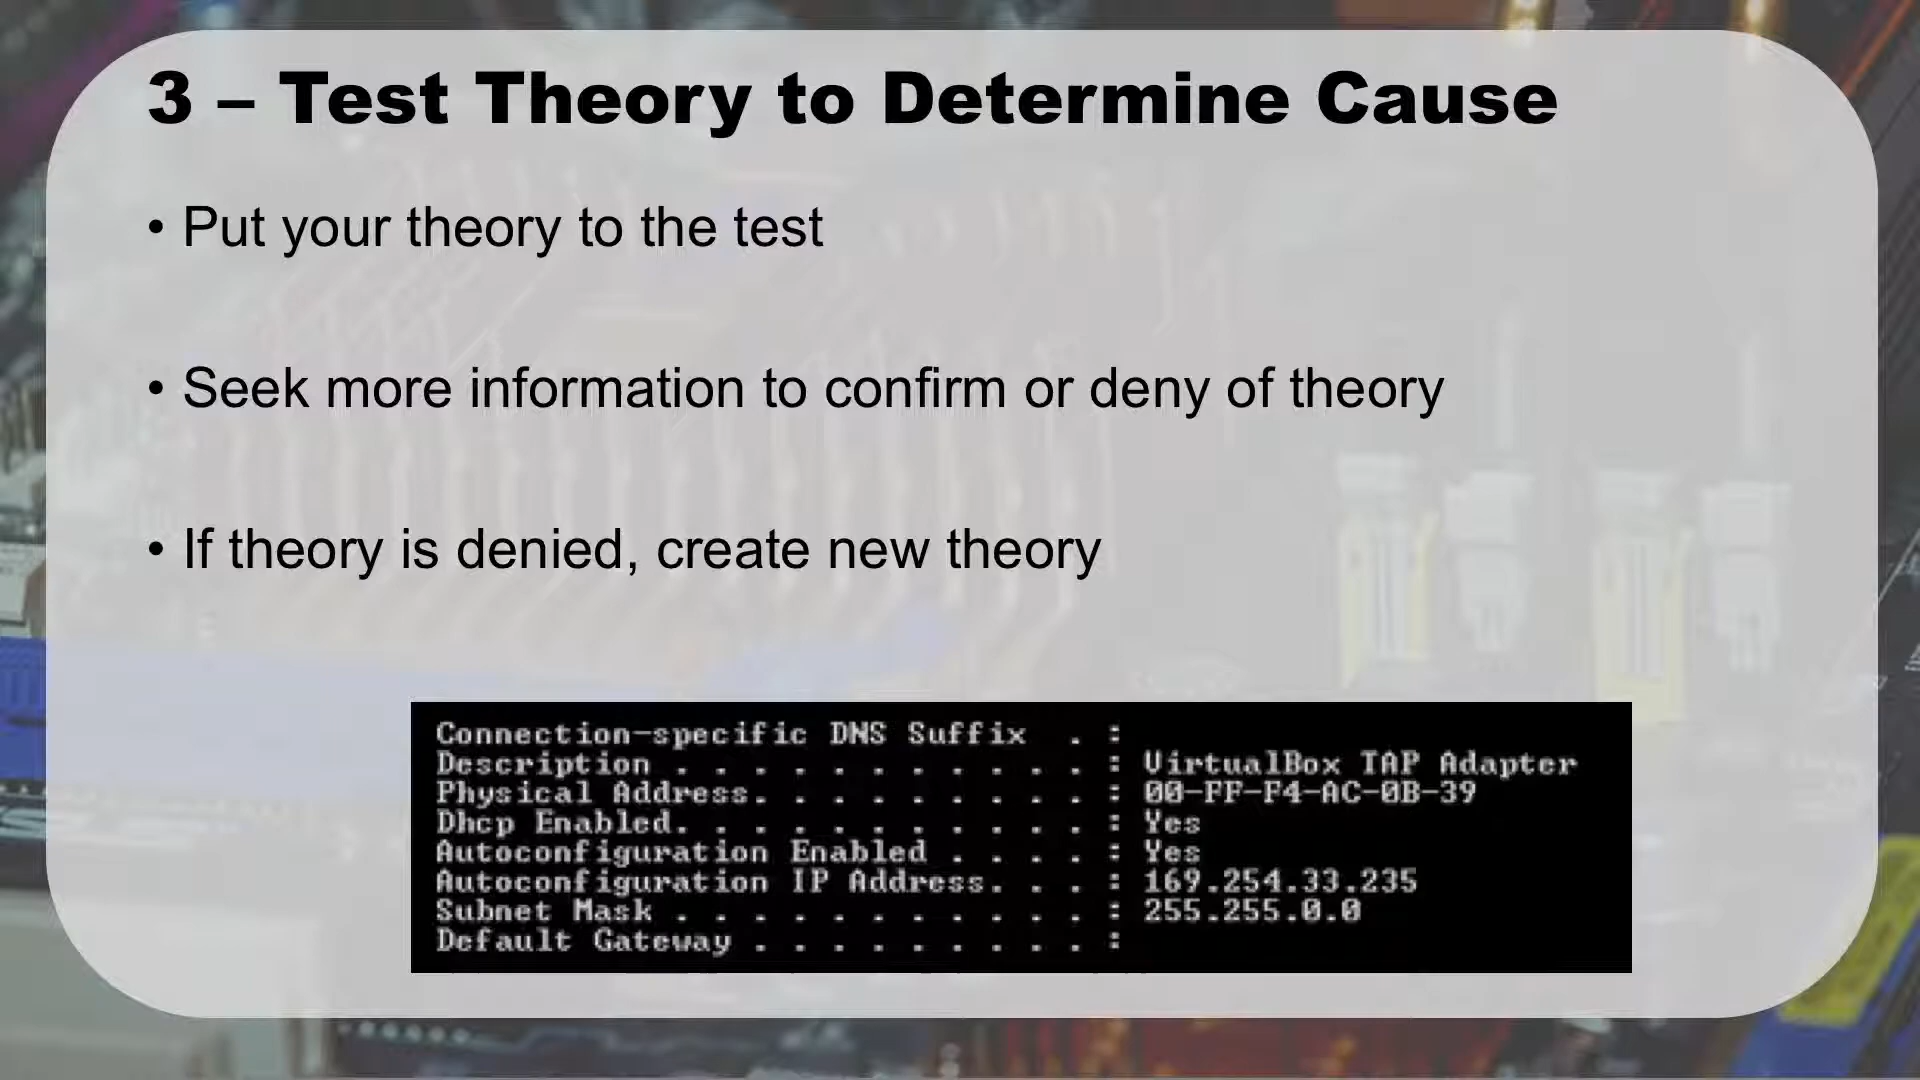 3 – Test Theory to Determine Cause
• Put your theory to the test
• Seek more information to confirm or deny of theory
• If theory is denied, create new theory
Connection-specific DNS Suffix  . :
Description . . . . . . . . . . . : VirtualBox TAP Adapter
Physical Address. . . . . . . . . : 00-FF-F4-AC-0B-39
Dhcp Enabled. . . . . . . . . . . : Yes
Autoconfiguration Enabled . . . . : Yes
Autoconfiguration IP Address. . . : 169.254.33.235
Subnet Mask . . . . . . . . . . . : 255.255.0.0
Default Gateway . . . . . . . . . :